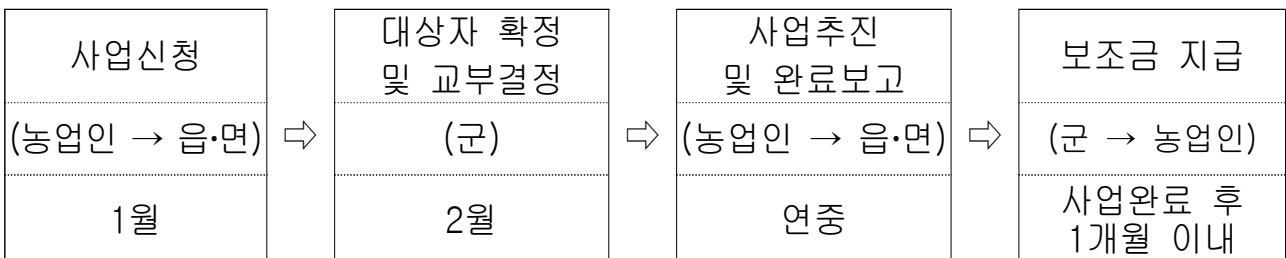 사업신청
(농업인 → 읍·면)
1월
⇨
대상자 확정
및 교부결정
(군)
2월
⇨
사업추진
및 완료보고
(농업인 → 읍·면)
연중
⇨
보조금 지급
(군 → 농업인)
사업완료 후
1개월 이내